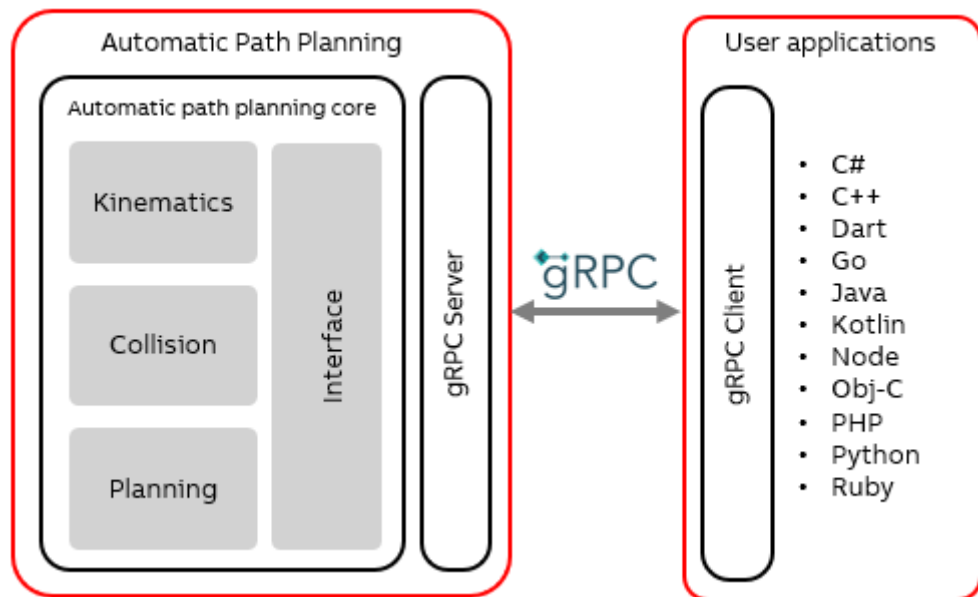 Automatic Path Planning
Automatic path planning core
Kinematics
Collision
Planning
Interface
gRPC Server
gRPC
User applications
gRPC Client
• C#
• C++
• Dart
• Go
• Java
• Kotlin
• Node
• Obj-C
• PHP
• Python
• Ruby